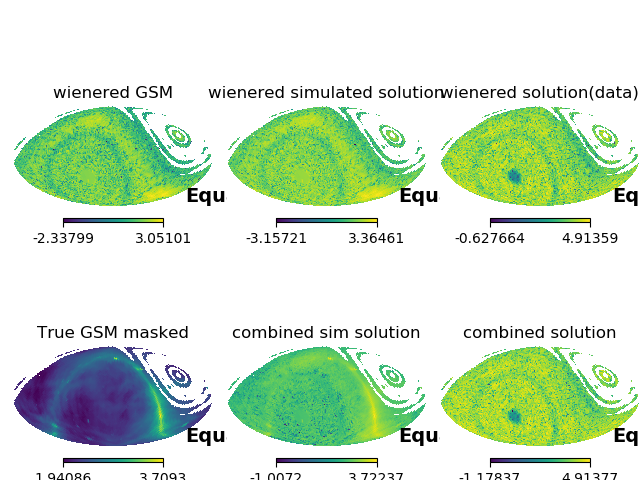 wienered GSM
wienered simulated solution
wienered solution(data)
Equ
Equ
Eq
-2.33799 3.05101
-3.15721 3.36461
-0.627664 4.91359
True GSM masked
combined sim solution
combined solution
Equ
Equ
Eq
1.94086 3.7093
-1.0072 3.72237
-1.17837 4.91377